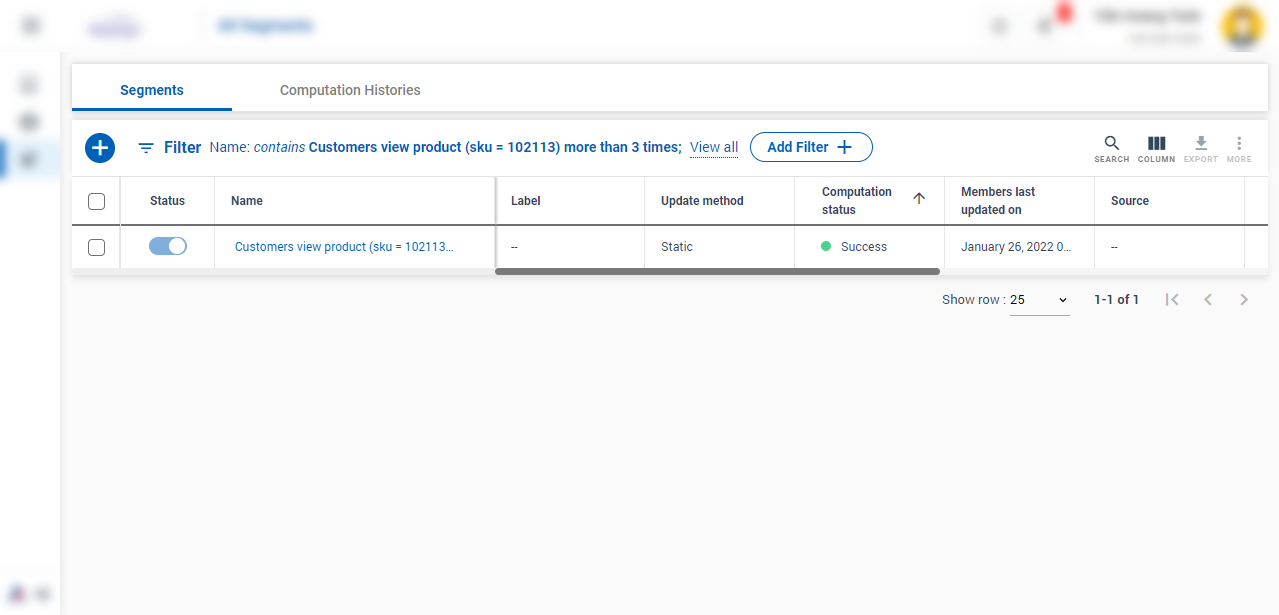 Segments
Computation Histories
Filter Name: contains Customers view product (sku = 102113) more than 3 times; View all Add Filter
SEARCH COLUMN EXPORT MORE
Status Name Label Update method Computation status Members last updated on Source
Customers view product (sku = 102113... -- Static Success January 26, 2022 0... --
Show row : 25 1-1 of 1